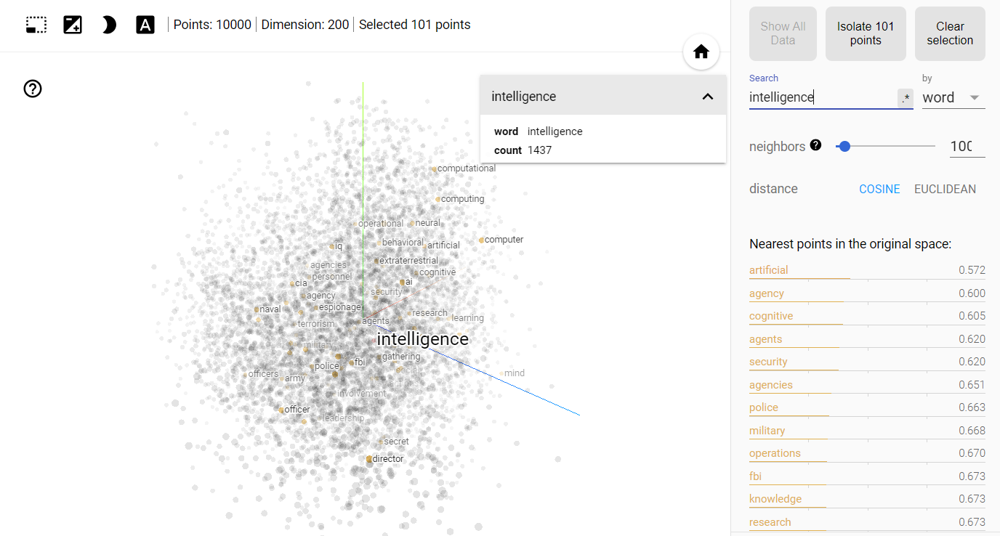 A Points: 10000 Dimension: 200 Selected 101 points
intelligence
word intelligence
count 1437
computational
computing
operational neural
computer
behavioral artificial
iq
extraterrestrial
agencies
cognitive
personnel
cia ai
security
agency
espionage
naval
research
learning
agents
terrorism
intelligence
gathering
fbi
police
officers
mind
army
involvement
officer
leadership
secret
director
Show All
Data
Isolate 101
points
Clear
selection
Search by
intelligence .* word
neighbors
distance COSINE EUCLIDEAN
Nearest points in the original space:
artificial 0.572
agency 0.600
cognitive 0.605
agents 0.620
security 0.620
agencies 0.651
police 0.663
military 0.668
operations 0.670
fbi 0.673
knowledge 0.673
research 0.673